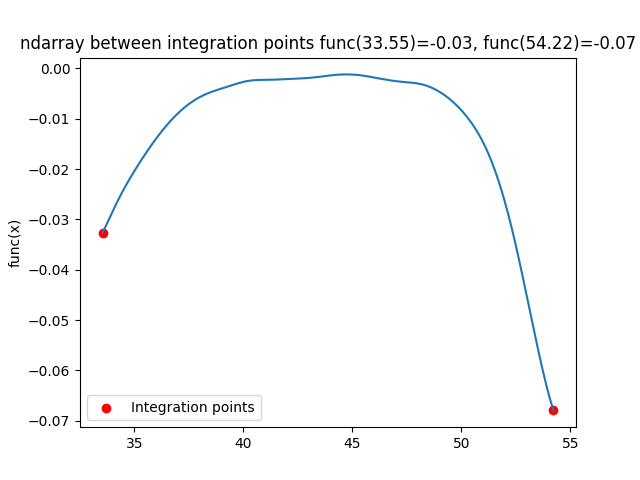 ndarray between integration points func(33.55)=-0.03, func(54.22)=-0.07
0.00
−0.01
−0.02
−0.03
−0.04
−0.05
−0.06
−0.07
func(x)
Integration points
35 40 45 50 55